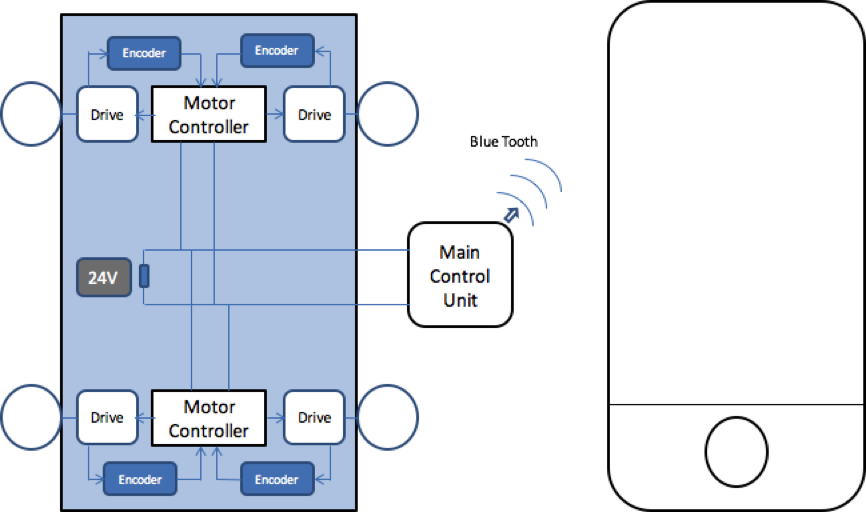 Encoder
Encoder
Drive
Motor
Controller
Drive
Blue Tooth
Main
Control
Unit
24V
Drive
Motor
Controller
Drive
Encoder
Encoder